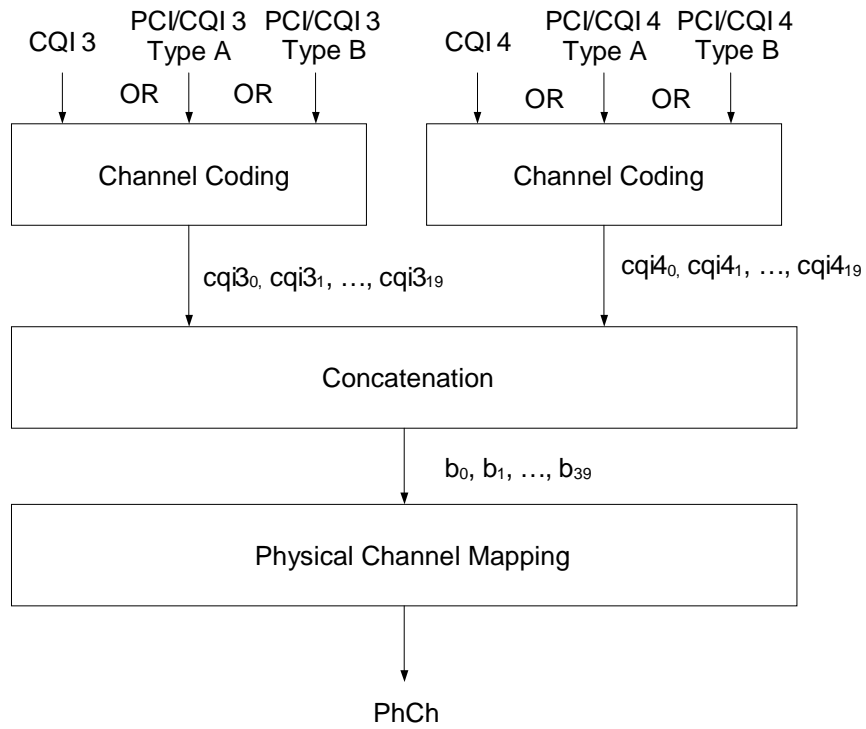 CQI 3
PCI/CQI 3
Type A
PCI/CQI 3
Type B
CQI 4
PCI/CQI 4
Type A
PCI/CQI 4
Type B
OR
OR
OR
OR
Channel Coding
Channel Coding
cqi3₀, cqi3₁, …, cqi3₁₉
cqi4₀, cqi4₁, …, cqi4₁₉
Concatenation
b₀, b₁, …, b₃₉
Physical Channel Mapping
PhCh